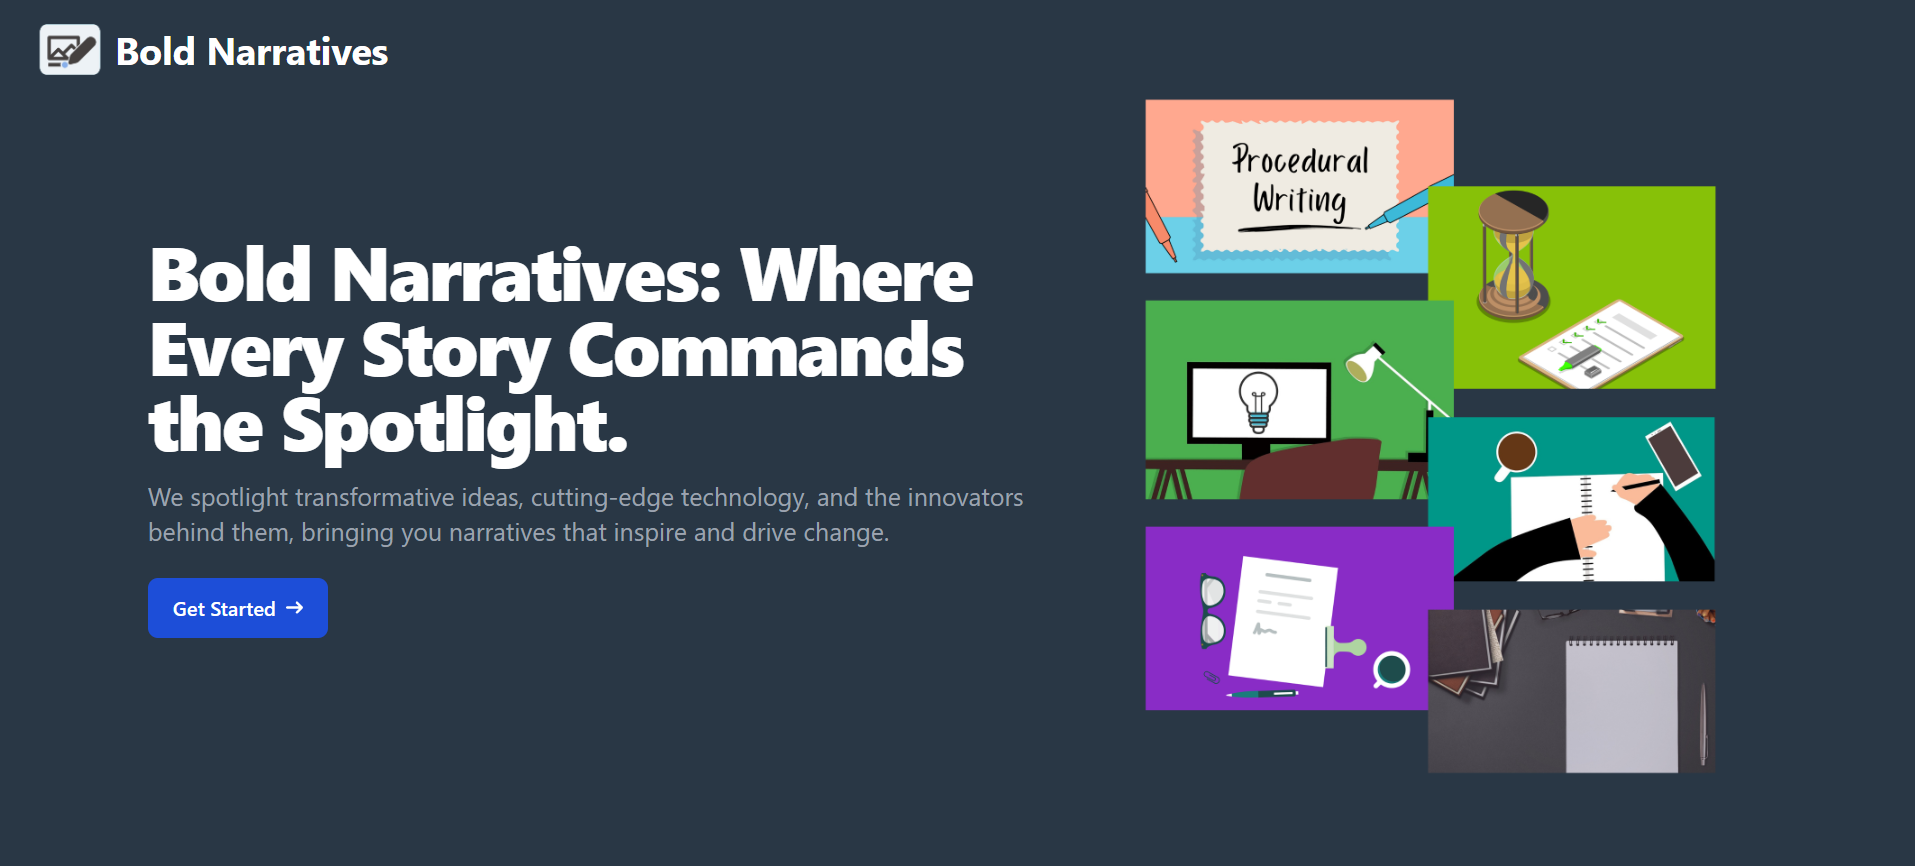 Bold Narratives
Procedural
Writing
Bold Narratives: Where
Every Story Commands
the Spotlight.
We spotlight transformative ideas, cutting-edge technology, and the innovators
behind them, bringing you narratives that inspire and drive change.
Get Started →